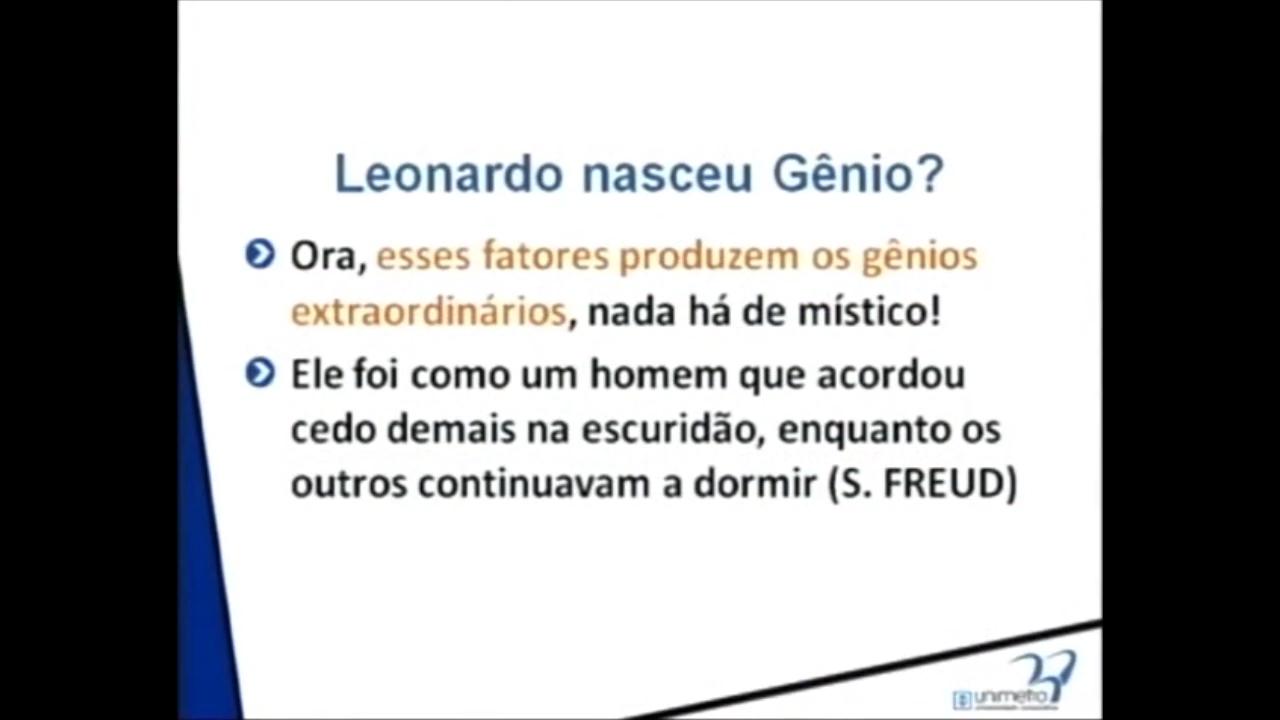 Leonardo nasceu Gênio?
Ora, esses fatores produzem os gênios
extraordinários, nada há de místico!
Ele foi como um homem que acordou
cedo demais na escuridão, enquanto os
outros continuavam a dormir (S. FREUD)
unimetro